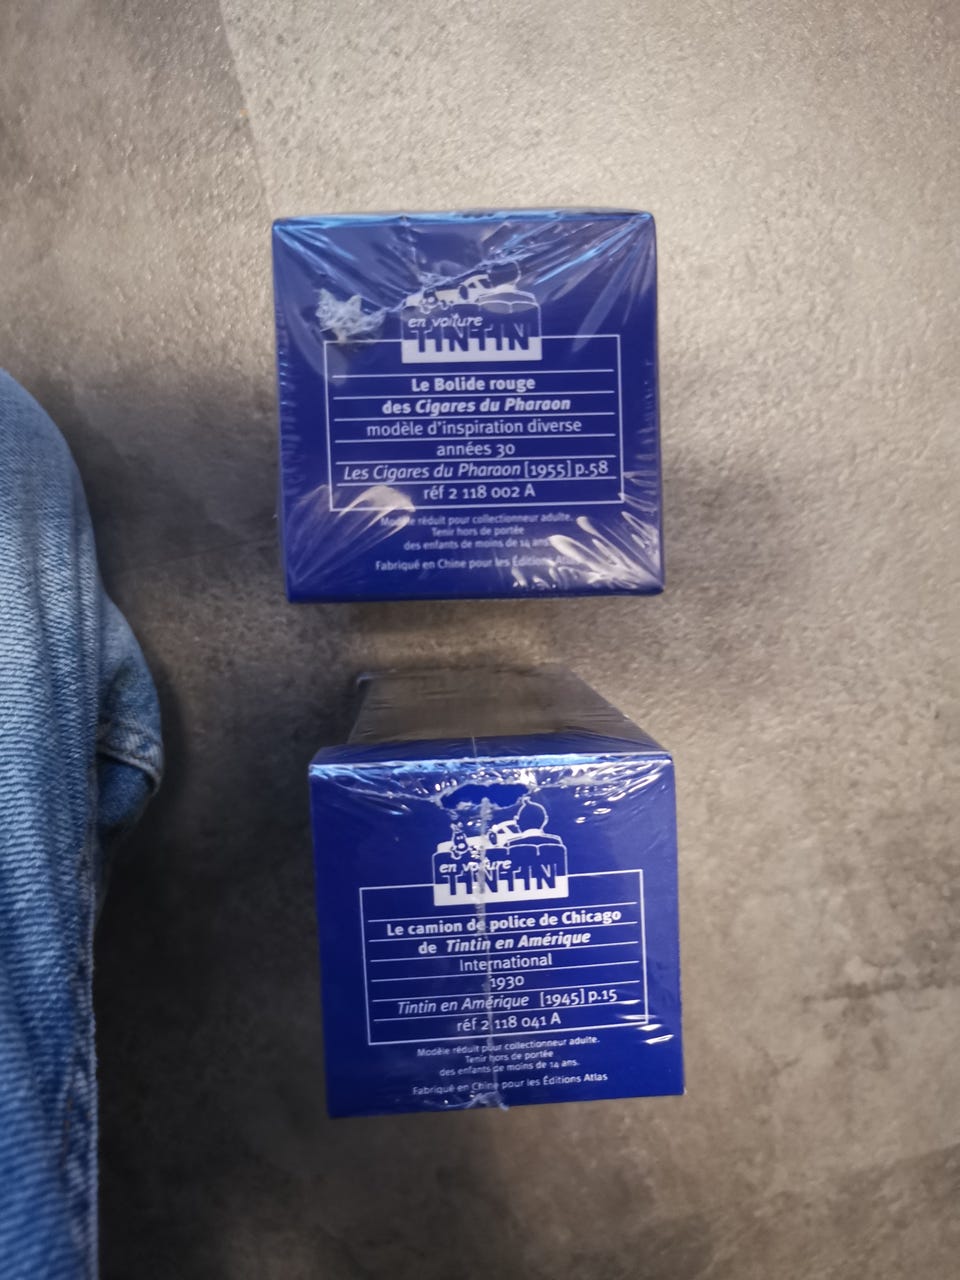 en voiture
TINTIN
Le Bolide rouge
des Cigares du Pharaon
modèle d'inspiration diverse
années 30
Les Cigares du Pharaon [1955] p.58
réf 2 118 002 A
Modèle réduit pour collectionneur adulte.
Tenir hors de portée
des enfants de moins de 14 ans.
Fabriqué en Chine pour les Éditions Atlas
en voiture
TINTIN
Le camion de police de Chicago
de Tintin en Amérique
International
1930
Tintin en Amérique [1945] p.15
réf 2 118 041 A
Modèle réduit pour collectionneur adulte.
Tenir hors de portée
des enfants de moins de 14 ans.
Fabriqué en Chine pour les Éditions Atlas